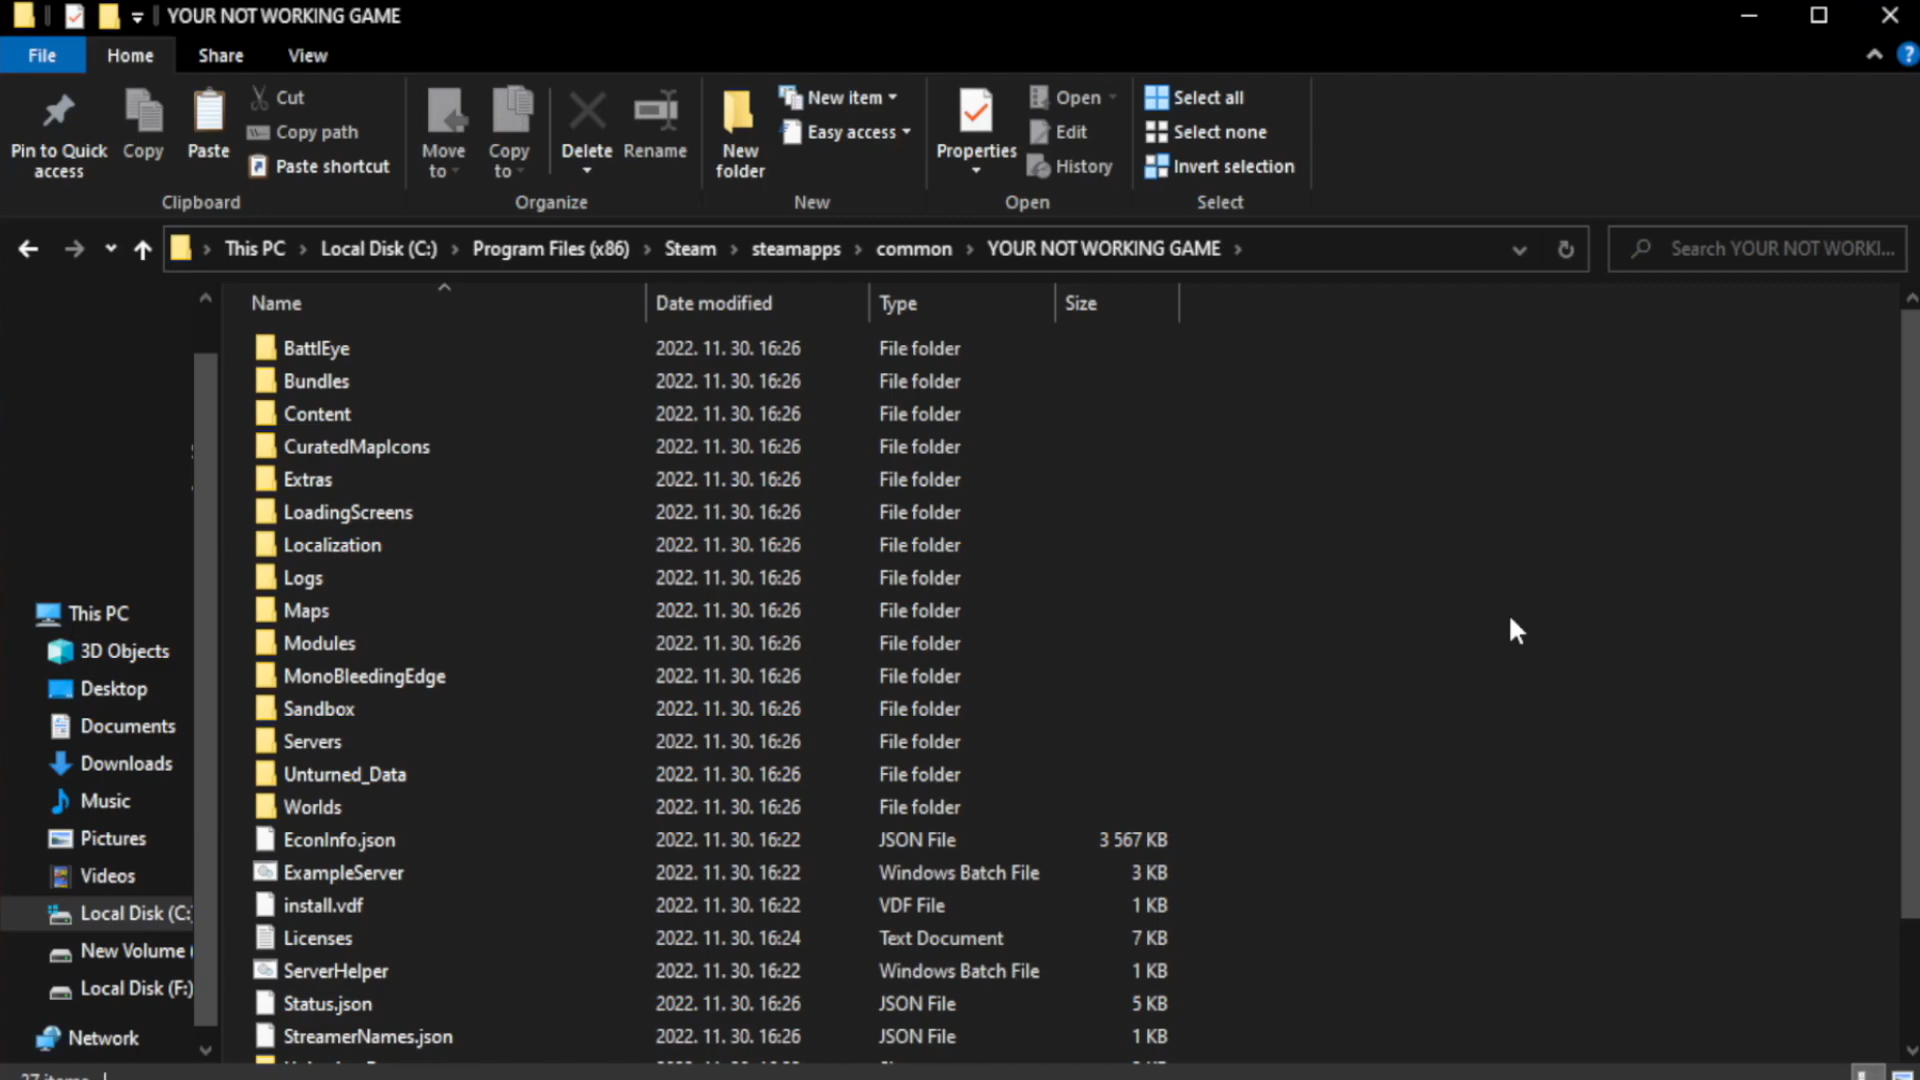 YOUR NOT WORKING GAME
File Home Share View
Pin to Quick access
Copy
Paste
Cut
Copy path
Paste shortcut
Clipboard
Move to
Copy to
Delete
Rename
Organize
New folder
New item
Easy access
New
Properties
Open
Edit
History
Open
Select all
Select none
Invert selection
Select
This PC Local Disk (C:) Program Files (x86) Steam steamapps common YOUR NOT WORKING GAME
Search YOUR NOT WORKI...
This PC
3D Objects
Desktop
Documents
Downloads
Music
Pictures
Videos
Local Disk (C:
New Volume (
Local Disk (F:)
Network
Name Date modified Type Size
BattlEye 2022. 11. 30. 16:26 File folder
Bundles 2022. 11. 30. 16:26 File folder
Content 2022. 11. 30. 16:26 File folder
CuratedMapIcons 2022. 11. 30. 16:26 File folder
Extras 2022. 11. 30. 16:26 File folder
LoadingScreens 2022. 11. 30. 16:26 File folder
Localization 2022. 11. 30. 16:26 File folder
Logs 2022. 11. 30. 16:26 File folder
Maps 2022. 11. 30. 16:26 File folder
Modules 2022. 11. 30. 16:26 File folder
MonoBleedingEdge 2022. 11. 30. 16:26 File folder
Sandbox 2022. 11. 30. 16:26 File folder
Servers 2022. 11. 30. 16:26 File folder
Unturned_Data 2022. 11. 30. 16:26 File folder
Worlds 2022. 11. 30. 16:26 File folder
EconInfo.json 2022. 11. 30. 16:22 JSON File 3 567 KB
ExampleServer 2022. 11. 30. 16:22 Windows Batch File 3 KB
install.vdf 2022. 11. 30. 16:22 VDF File 1 KB
Licenses 2022. 11. 30. 16:24 Text Document 7 KB
ServerHelper 2022. 11. 30. 16:22 Windows Batch File 1 KB
Status.json 2022. 11. 30. 16:26 JSON File 5 KB
StreamerNames.json 2022. 11. 30. 16:26 JSON File 1 KB